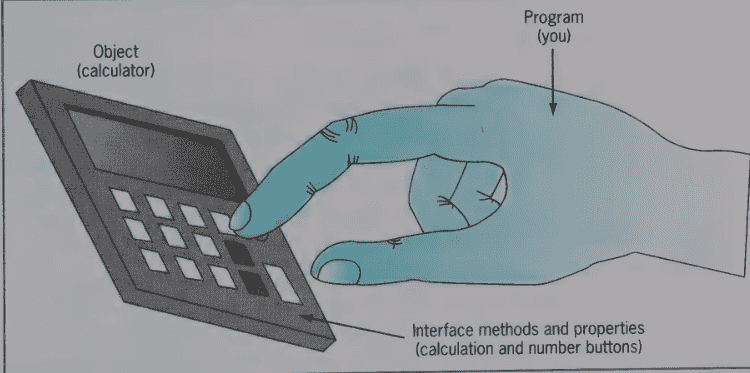 Object
(calculator)
Program
(you)
Interface methods and properties
(calculation and number buttons)